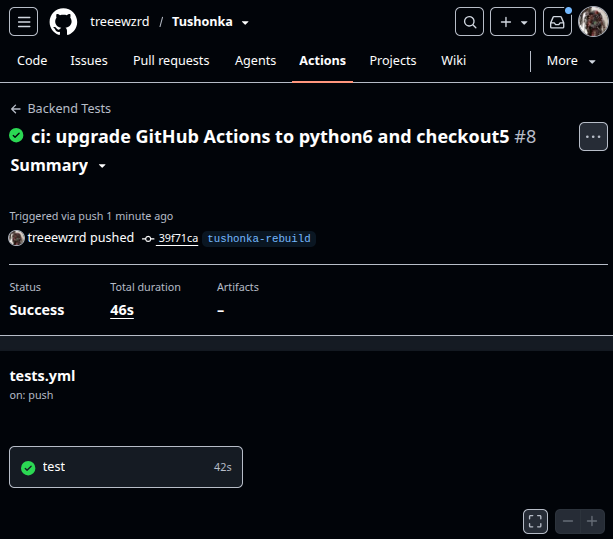 treeewzrd / Tushonka
Code Issues Pull requests Agents Actions Projects Wiki More
Backend Tests
ci: upgrade GitHub Actions to python6 and checkout5 #8
Summary
Triggered via push 1 minute ago
treeewzrd pushed 39f71ca tushonka-rebuild
Status Total duration Artifacts
Success 46s –
tests.yml
on: push
test 42s